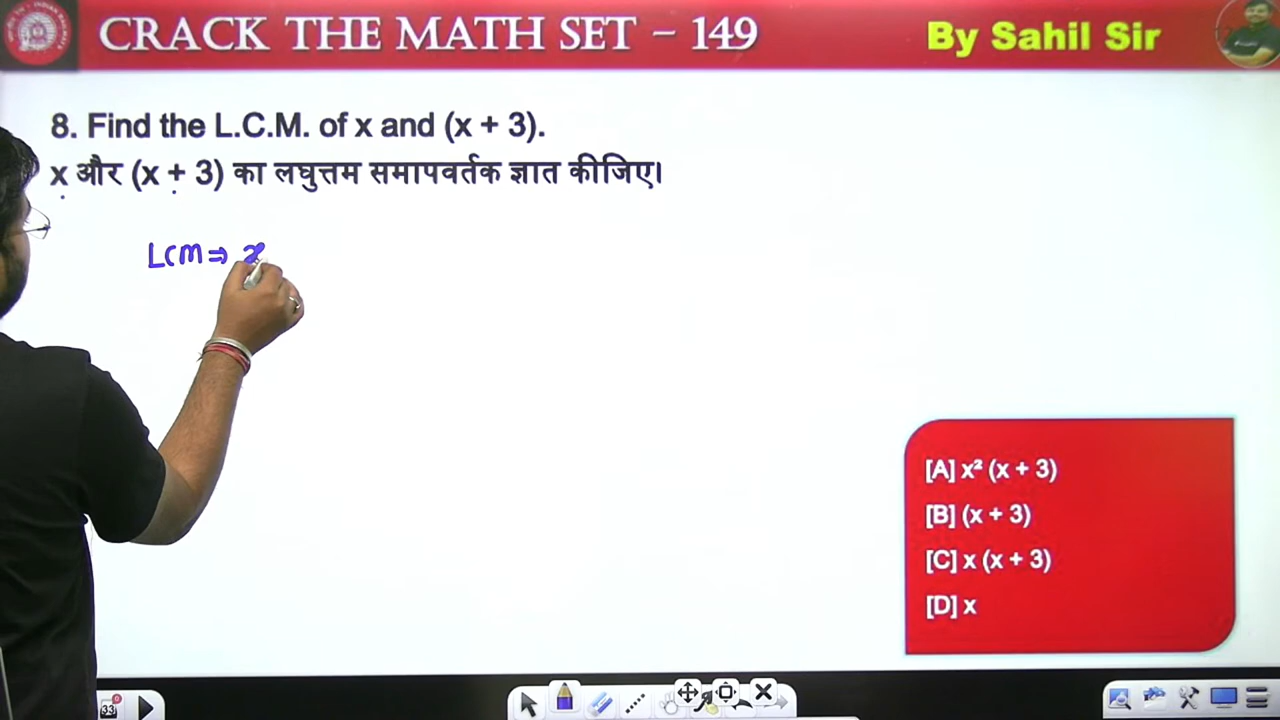 CRACK THE MATH SET – 149
By Sahil Sir
8. Find the L.C.M. of x and (x + 3).
x और (x + 3) का लघुत्तम समापवर्तक ज्ञात कीजिए।
LCM ⇒ x
[A] x² (x + 3)
[B] (x + 3)
[C] x (x + 3)
[D] x
33